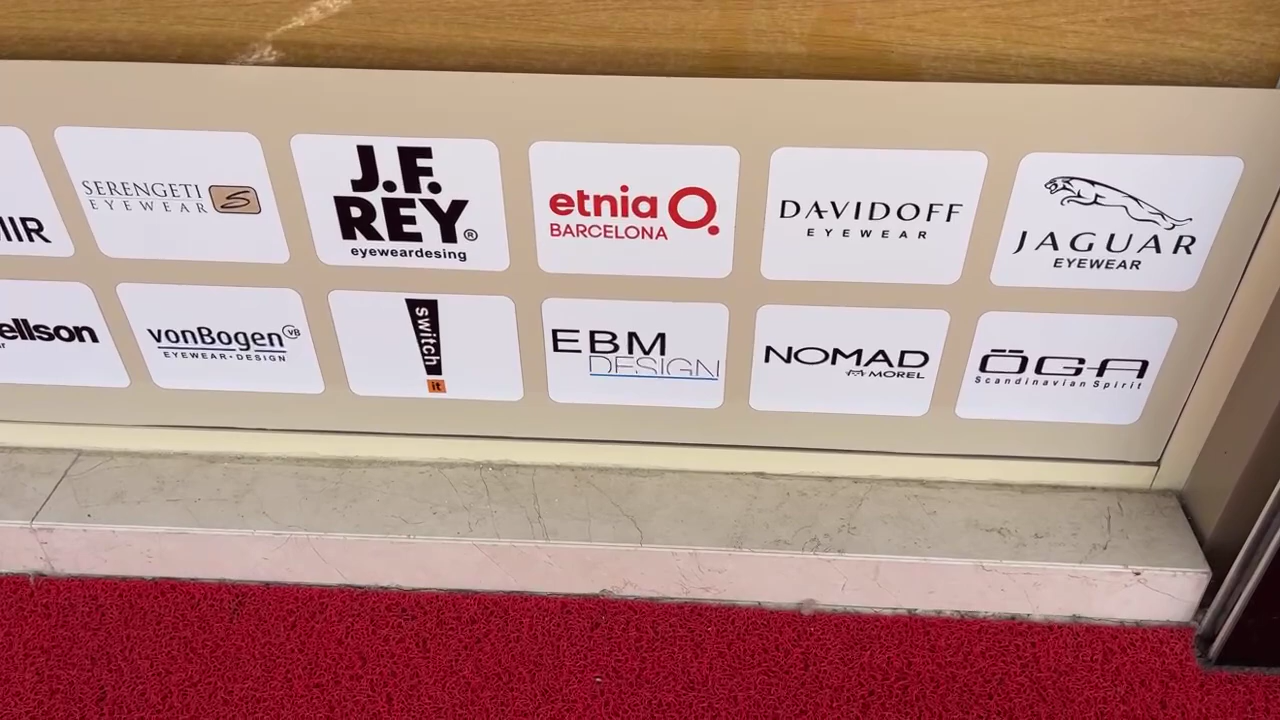 SERENGETI
EYEWEAR
J.F.
REY®
eyeweardesing
etnia
BARCELONA
DAVIDOFF
EYEWEAR
JAGUAR
EYEWEAR
vonBogen vB
EYEWEAR·DESIGN
switch
it
EBM
DESIGN
NOMAD
MOREL
ÖGA
Scandinavian Spirit